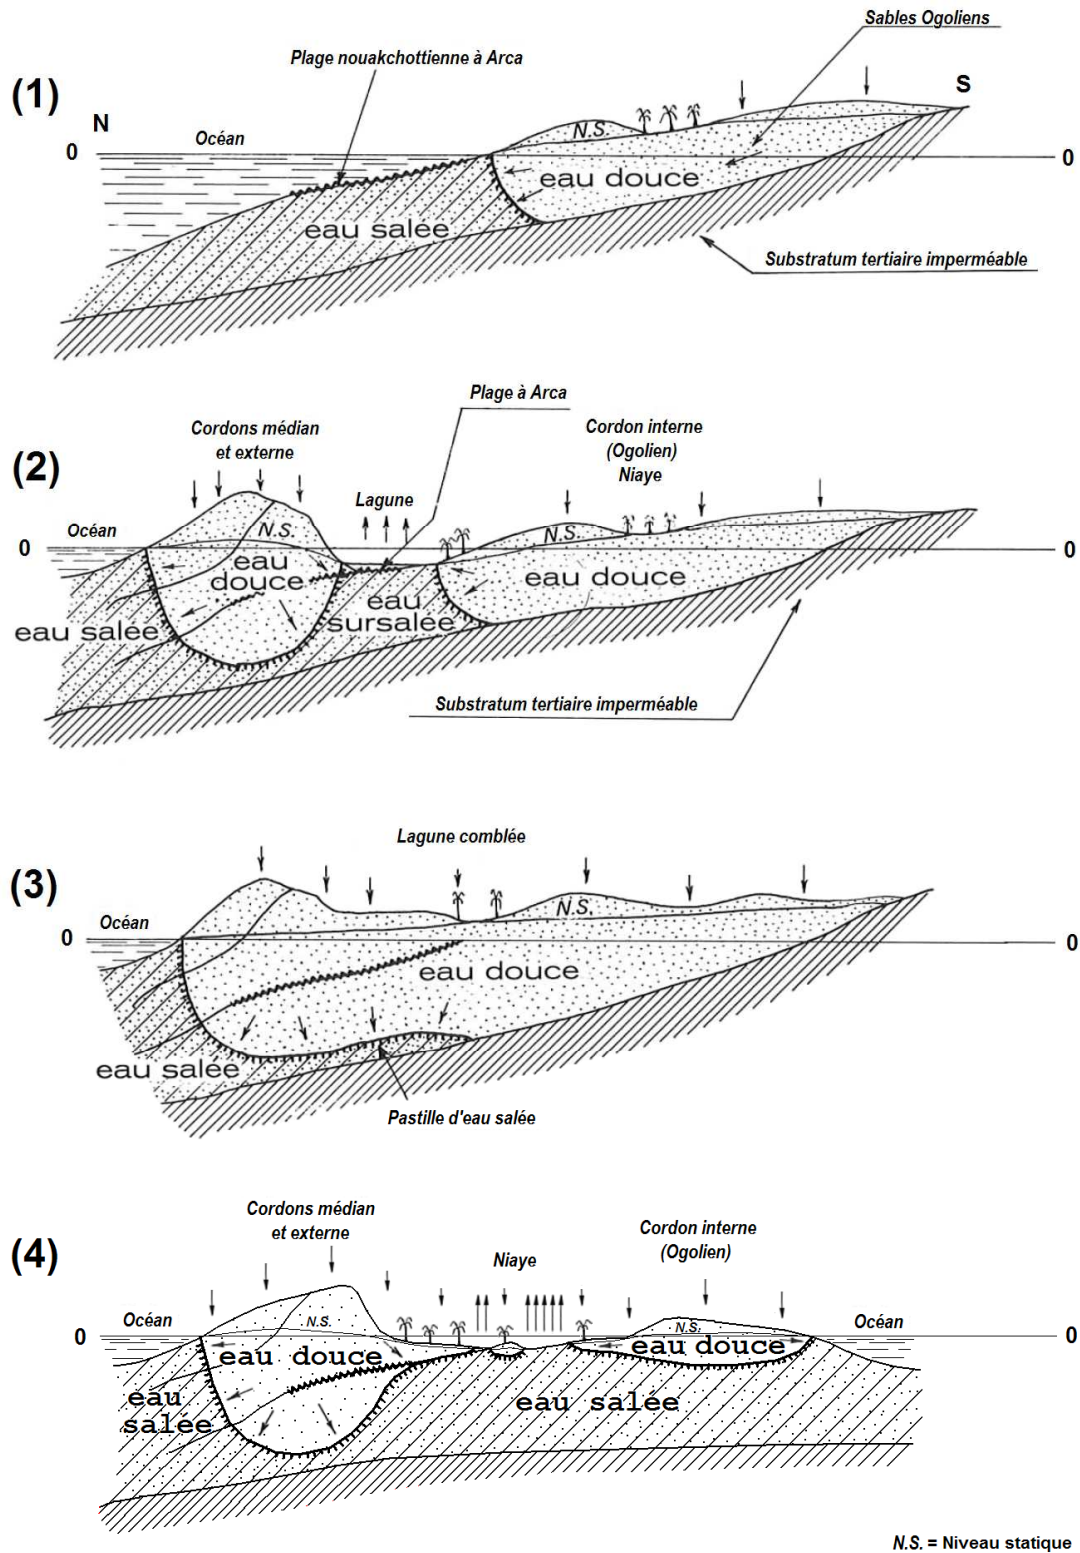 Sables Ogoliens
Plage nouakchottienne à Arca
(1)
S
N
Océan
N.S.
0
0
eau douce
eau salée
Substratum tertiaire imperméable
Plage à Arca
Cordons médian
et externe
Cordon interne
(Ogolien)
Niaye
(2)
Lagune
Océan
N.S.
N.S.
0
0
eau
douce
eau douce
eau
sursalée
eau salée
Substratum tertiaire imperméable
Lagune comblée
(3)
Océan
N.S.
0
0
eau douce
eau salée
Pastille d'eau salée
Cordons médian
et externe
Cordon interne
(Ogolien)
(4)
Niaye
Océan
N.S.
N.S.
Océan
0
0
eau douce
eau douce
eau
salée
eau salée
N.S. = Niveau statique